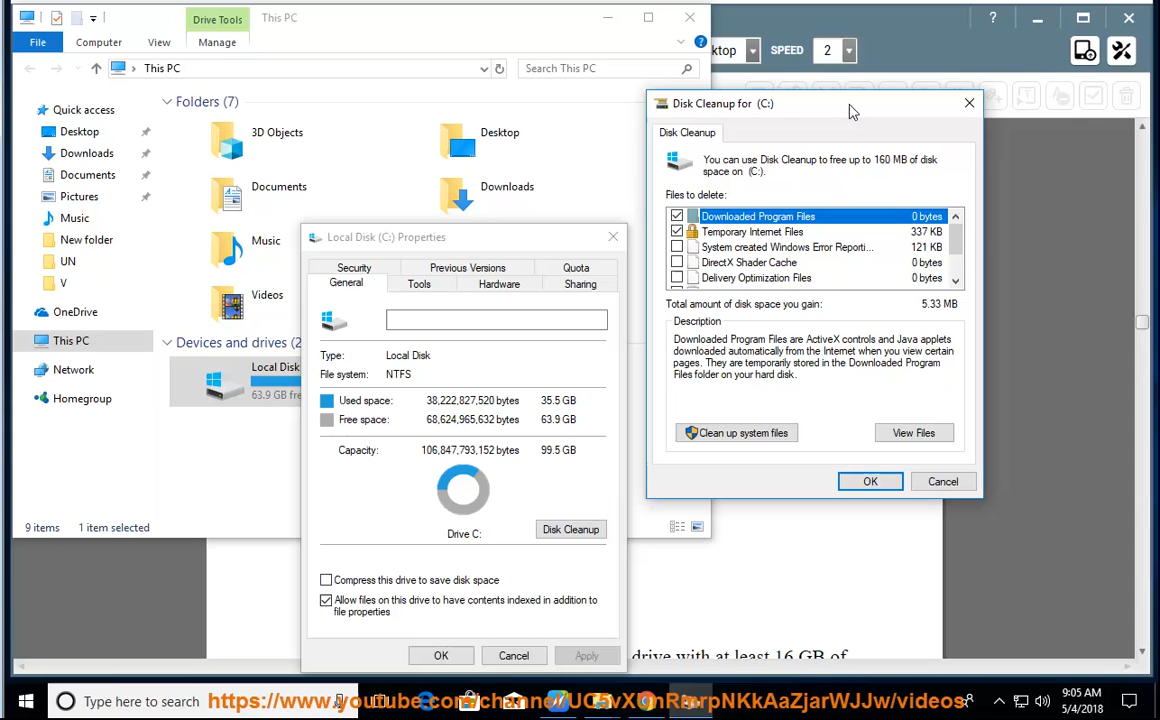 Drive Tools
This PC
File
Computer
View
Manage
?
This PC
Search This PC
Quick access
Desktop
Downloads
Documents
Pictures
Music
New folder
UN
V
OneDrive
This PC
Network
Homegroup
Folders (7)
3D Objects
Desktop
Documents
Downloads
Music
Videos
Devices and drives (2
Local Disk
63.9 GB fre
9 items
1 item selected
ktop
SPEED
2
?
Local Disk (C:) Properties
Security
Previous Versions
Quota
General
Tools
Hardware
Sharing
Type:
Local Disk
File system:
NTFS
Used space:
38,222,827,520 bytes
35.5 GB
Free space:
68,624,965,632 bytes
63.9 GB
Capacity:
106,847,793,152 bytes
99.5 GB
Drive C:
Disk Cleanup
Compress this drive to save disk space
Allow files on this drive to have contents indexed in addition to
file properties
OK
Cancel
Apply
Disk Cleanup for (C:)
Disk Cleanup
You can use Disk Cleanup to free up to 160 MB of disk
space on (C:).
Files to delete:
Downloaded Program Files
0 bytes
Temporary Internet Files
337 KB
System created Windows Error Reporti...
121 KB
DirectX Shader Cache
0 bytes
Delivery Optimization Files
0 bytes
Total amount of disk space you gain:
5.33 MB
Description
Downloaded Program Files are ActiveX controls and Java applets
downloaded automatically from the Internet when you view certain
pages. They are temporarily stored in the Downloaded Program
Files folder on your hard disk.
Clean up system files
View Files
OK
Cancel
drive with at least 16 GB of
Type here to search
https://www.youtube.com/channel/UC5vX0mRmrpNKkAaZjarWJJw/videos
9:05 AM
5/4/2018